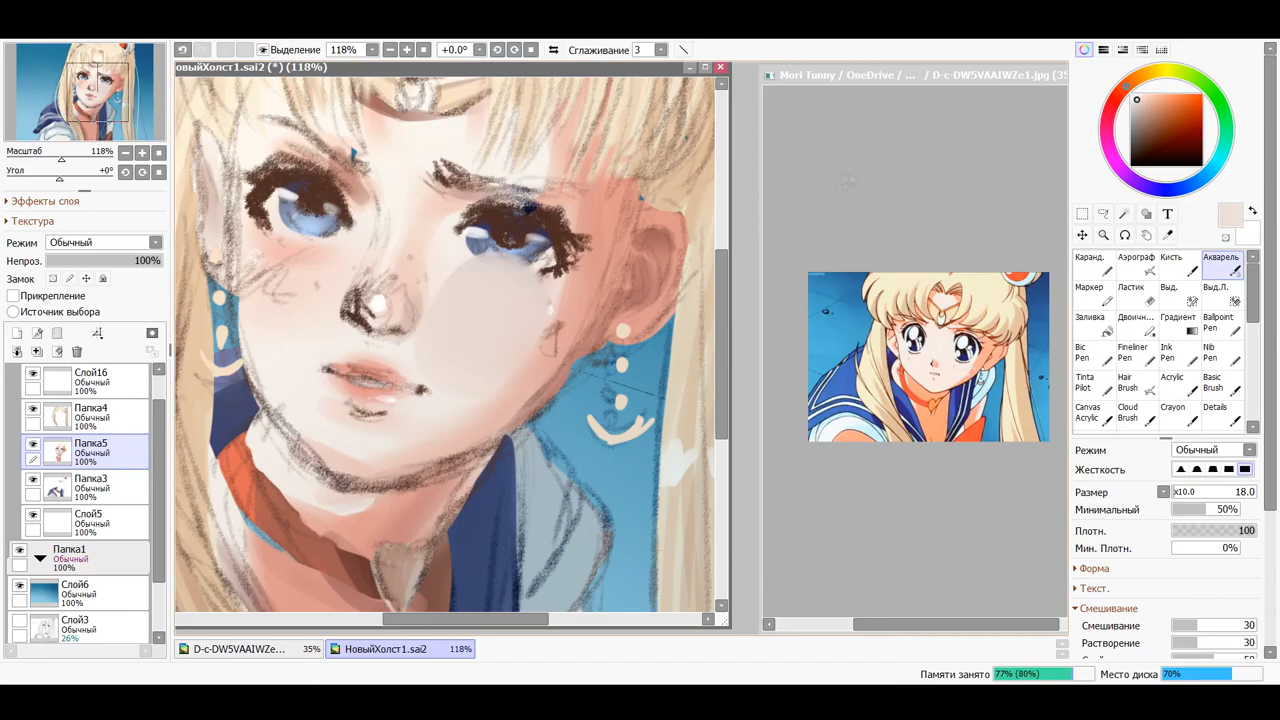 Выделение
118%
+0.0°
Сглаживание 3
овыйХолст1.sai2 (*) (118%)
Mori Tunny / OneDrive / ... / D-c-DW5VAAIWZe1.jpg (35
Масштаб
118%
Угол
+0°
Эффекты слоя
Текстура
Режим
Обычный
Непроз.
100%
Замок
Прикрепление
Источник выбора
Слой16
Обычный
100%
Папка4
Обычный
100%
Папка5
Обычный
100%
Папка3
Обычный
100%
Слой5
Обычный
100%
Папка1
Обычный
100%
Слой6
Обычный
100%
Слой3
Обычный
26%
Каранд.
Аэрограф
Кисть
Акварель
Маркер
Ластик
Выд.
Выд.Л.
Заливка
Двоичн...
Градиент
Ballpoint Pen
Bic Pen
Fineliner Pen
Ink Pen
Nib Pen
Tinta Pilot
Hair Brush
Acrylic
Basic Brush
Canvas Acrylic
Cloud Brush
Crayon
Details
Режим
Обычный
Жесткость
Размер
x10.0
18.0
Минимальный
50%
Плотн.
100
Мин. Плотн.
0%
Форма
Текст.
Смешивание
Смешивание
30
Растворение
30
D-c-DW5VAAIWZe...
35%
НовыйХолст1.sai2
118%
Памяти занято
77% (80%)
Место диска
70%